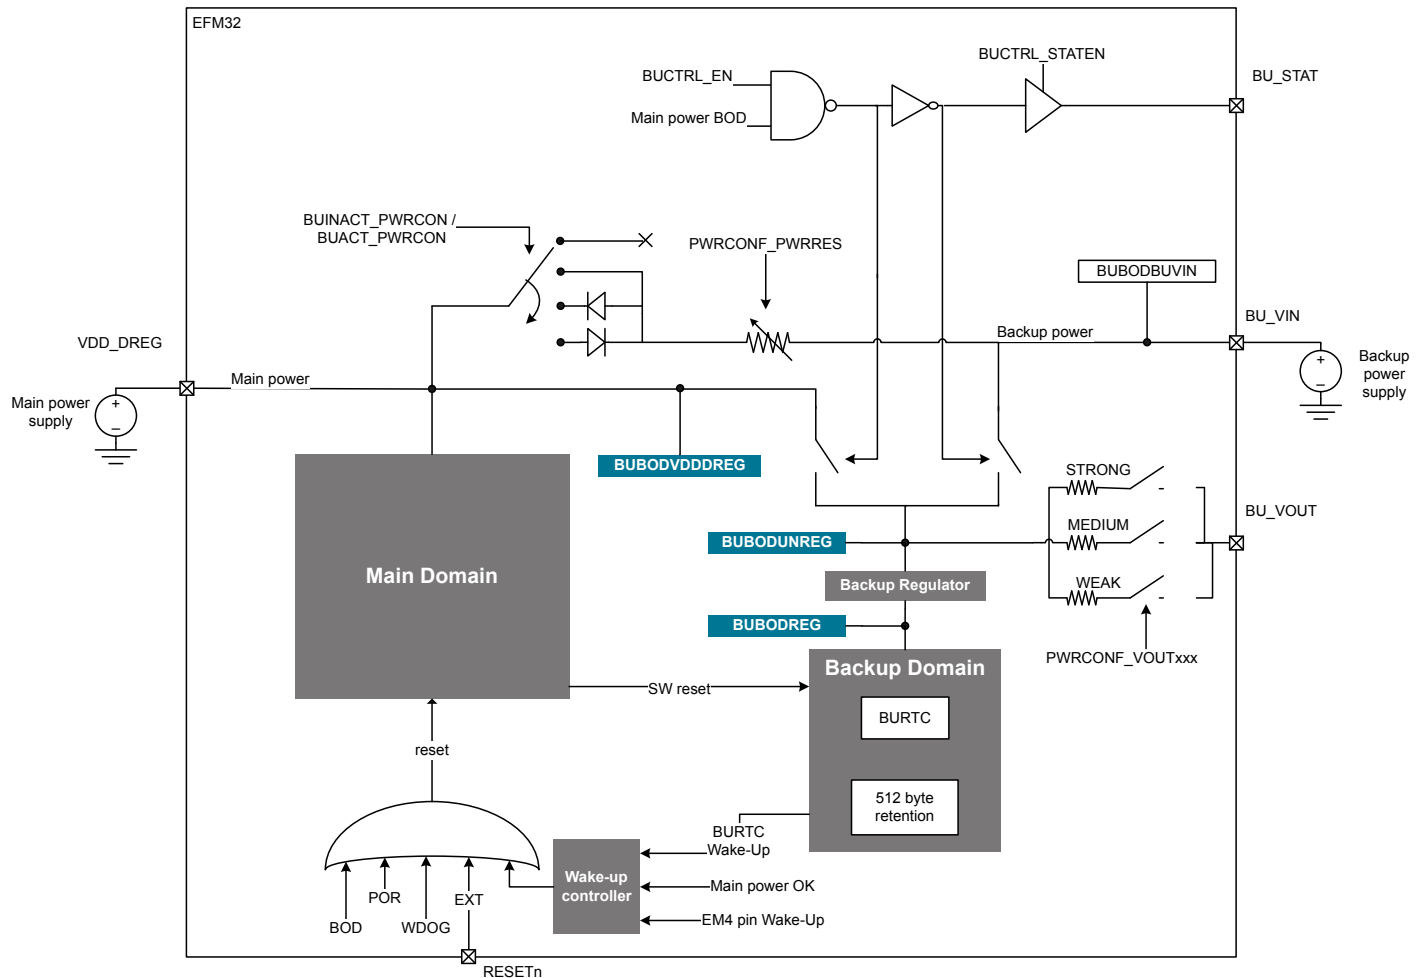 EFM32
BUCTRL_STATEN
BU_STAT
BUCTRL_EN
Main power BOD
BUINACT_PWRCON /
BUACT_PWRCON
PWRCONF_PWRRES
BUBODBUVIN
BU_VIN
VDD_DREG
Backup power
Main power
Backup
power
supply
+
–
Main power
supply
+
–
BUBODVDDDREG
STRONG
BU_VOUT
MEDIUM
BUBODUNREG
Main Domain
Backup Regulator
WEAK
BUBODREG
PWRCONF_VOUTxxx
Backup Domain
SW reset
BURTC
reset
512 byte
retention
BURTC
Wake-Up
Wake-up
controller
Main power OK
POR
EXT
EM4 pin Wake-Up
BOD
WDOG
RESETn